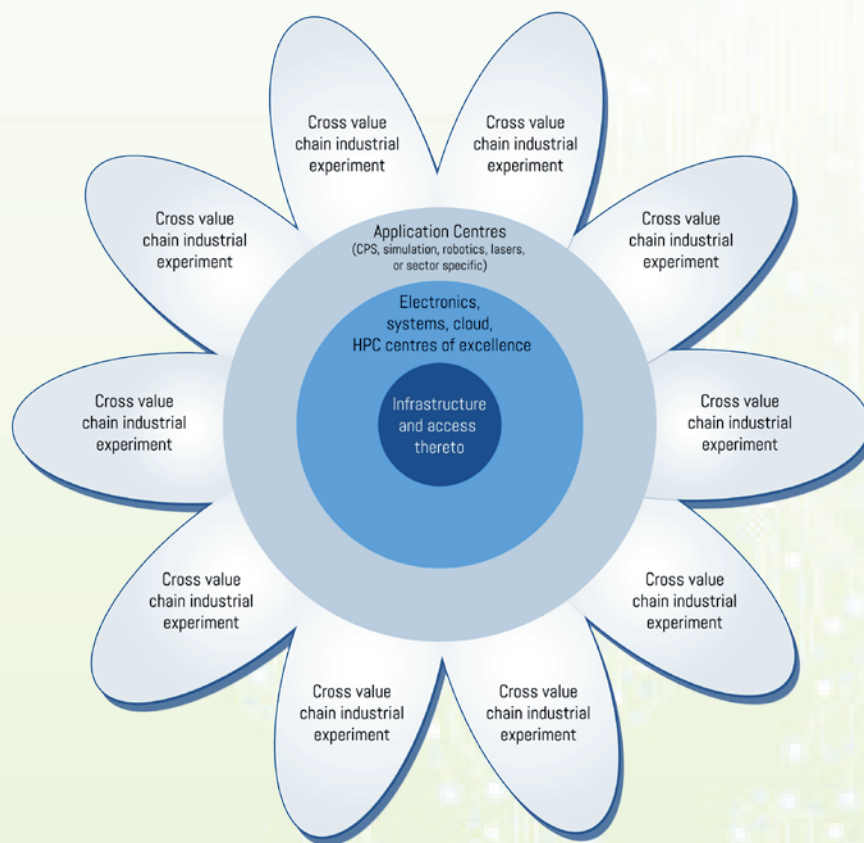 Cross value
chain industrial
experiment
Cross value
chain industrial
experiment
Cross value
chain industrial
experiment
Cross value
chain industrial
experiment
Application Centres
(CPS, simulation, robotics, lasers,
or sector specific)
Electronics,
systems, cloud,
HPC centres of excellence
Cross value
chain industrial
experiment
Infrastructure
and access
thereto
Cross value
chain industrial
experiment
Cross value
chain industrial
experiment
Cross value
chain industrial
experiment
Cross value
chain industrial
experiment
Cross value
chain industrial
experiment